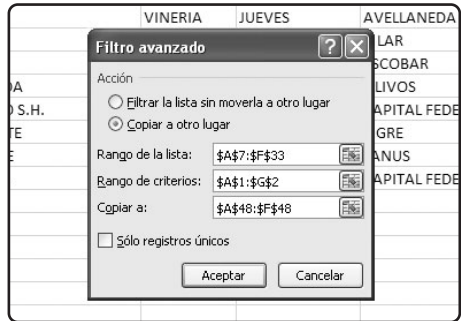 VINERIA JUEVES AVELLANEDA
Filtro avanzado
LAR
SCOBAR
Acción
DA
LIVOS
Filtrar la lista sin moverla a otro lugar
O S.H.
APITAL FEDE
Copiar a otro lugar
TE
GRE
Rango de la lista: $A$7:$F$33
E
ANUS
Rango de criterios: $A$1:$G$2
APITAL FEDE
Copiar a: $A$48:$F$48
Sólo registros únicos
Aceptar Cancelar